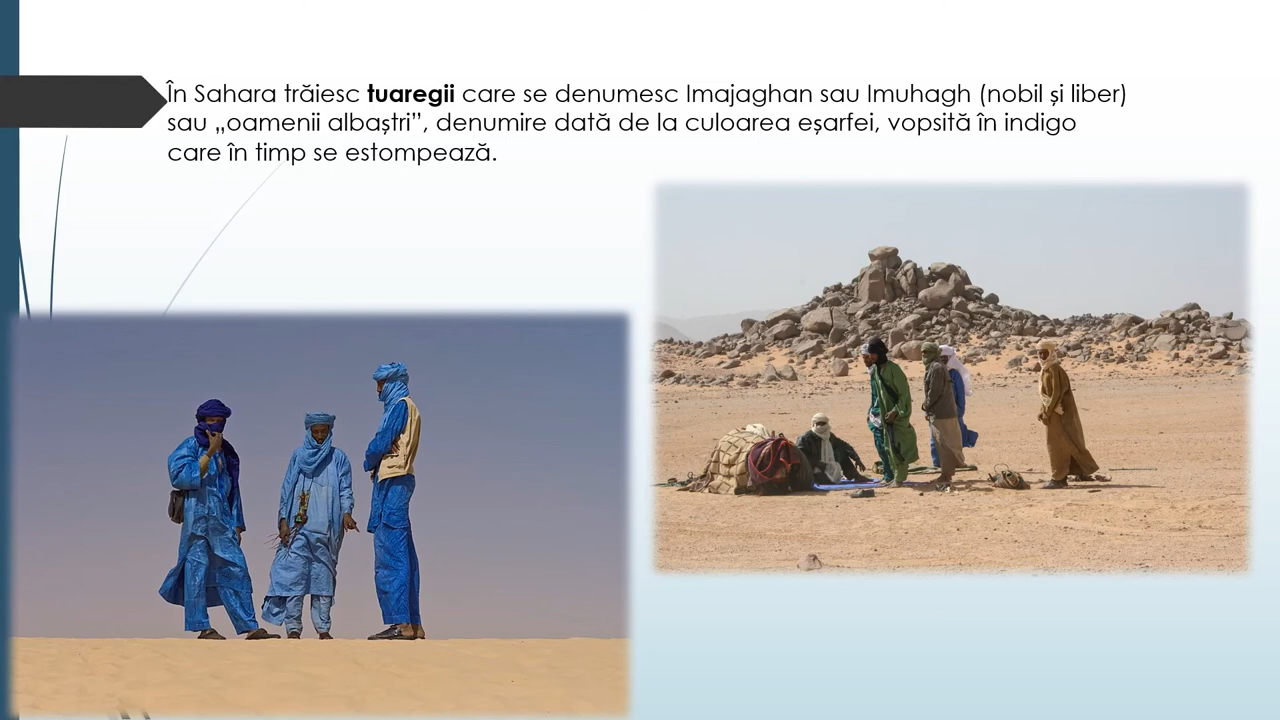 În Sahara trăiesc tuaregii care se denumesc Imajaghan sau Imuhagh (nobil și liber)
sau „oamenii albaștri”, denumire dată de la culoarea eșarfei, vopsită în indigo
care în timp se estompează.